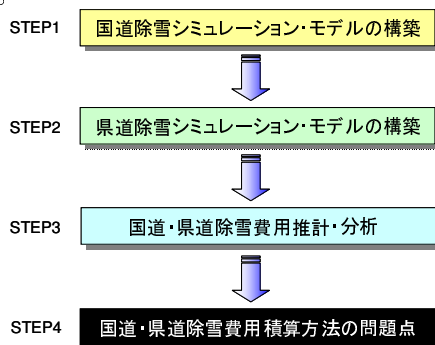 STEP1 国道除雪シミュレーション・モデルの構築
STEP2 県道除雪シミュレーション・モデルの構築
STEP3 国道・県道除雪費用推計・分析
STEP4 国道・県道除雪費用積算方法の問題点